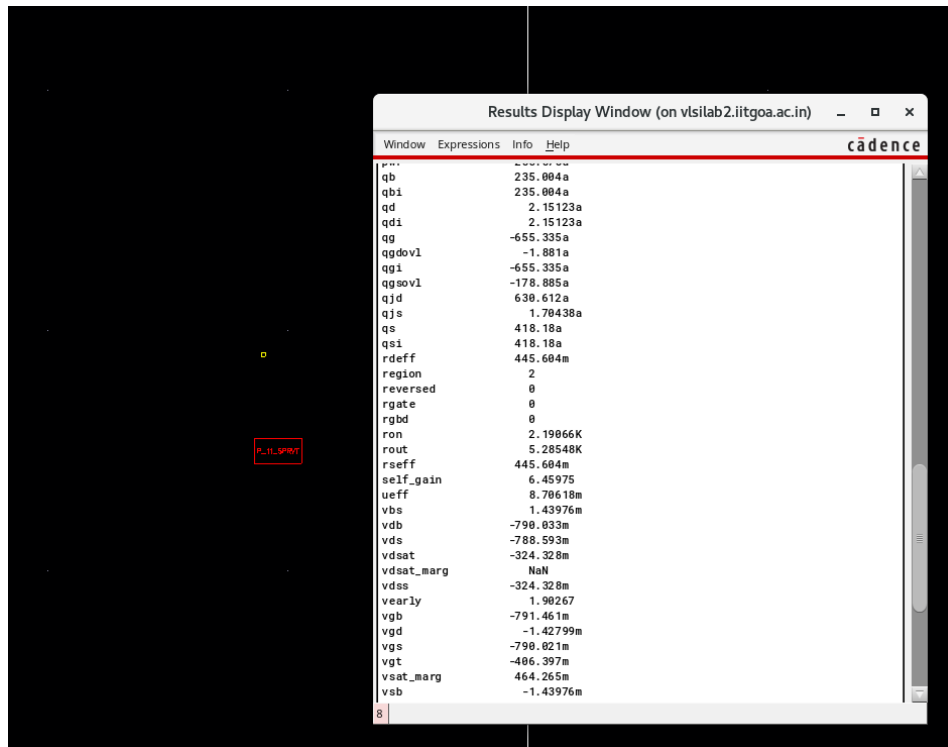 Results Display Window (on vlsilab2.iitgoa.ac.in)
Window Expressions Info Help cādence
qb 235.004a
qbi 235.004a
qd 2.15123a
qdi 2.15123a
qg -655.335a
qgdovl -1.881a
qgi -655.335a
qgsovl -178.885a
qjd 630.612a
qjs 1.70438a
qs 418.18a
qsi 418.18a
rdeff 445.604m
region 2
reversed 0
rgate 0
rgbd 0
ron 2.19066K
rout 5.28548K
rseff 445.604m
self_gain 6.45975
ueff 8.70618m
vbs 1.43976m
vdb -790.033m
vds -788.593m
vdsat -324.328m
vdsat_marg NaN
vdss -324.328m
vearly 1.90267
vgb -791.461m
vgd -1.42799m
vgs -790.021m
vgt -406.397m
vsat_marg 464.265m
vsb -1.43976m
8